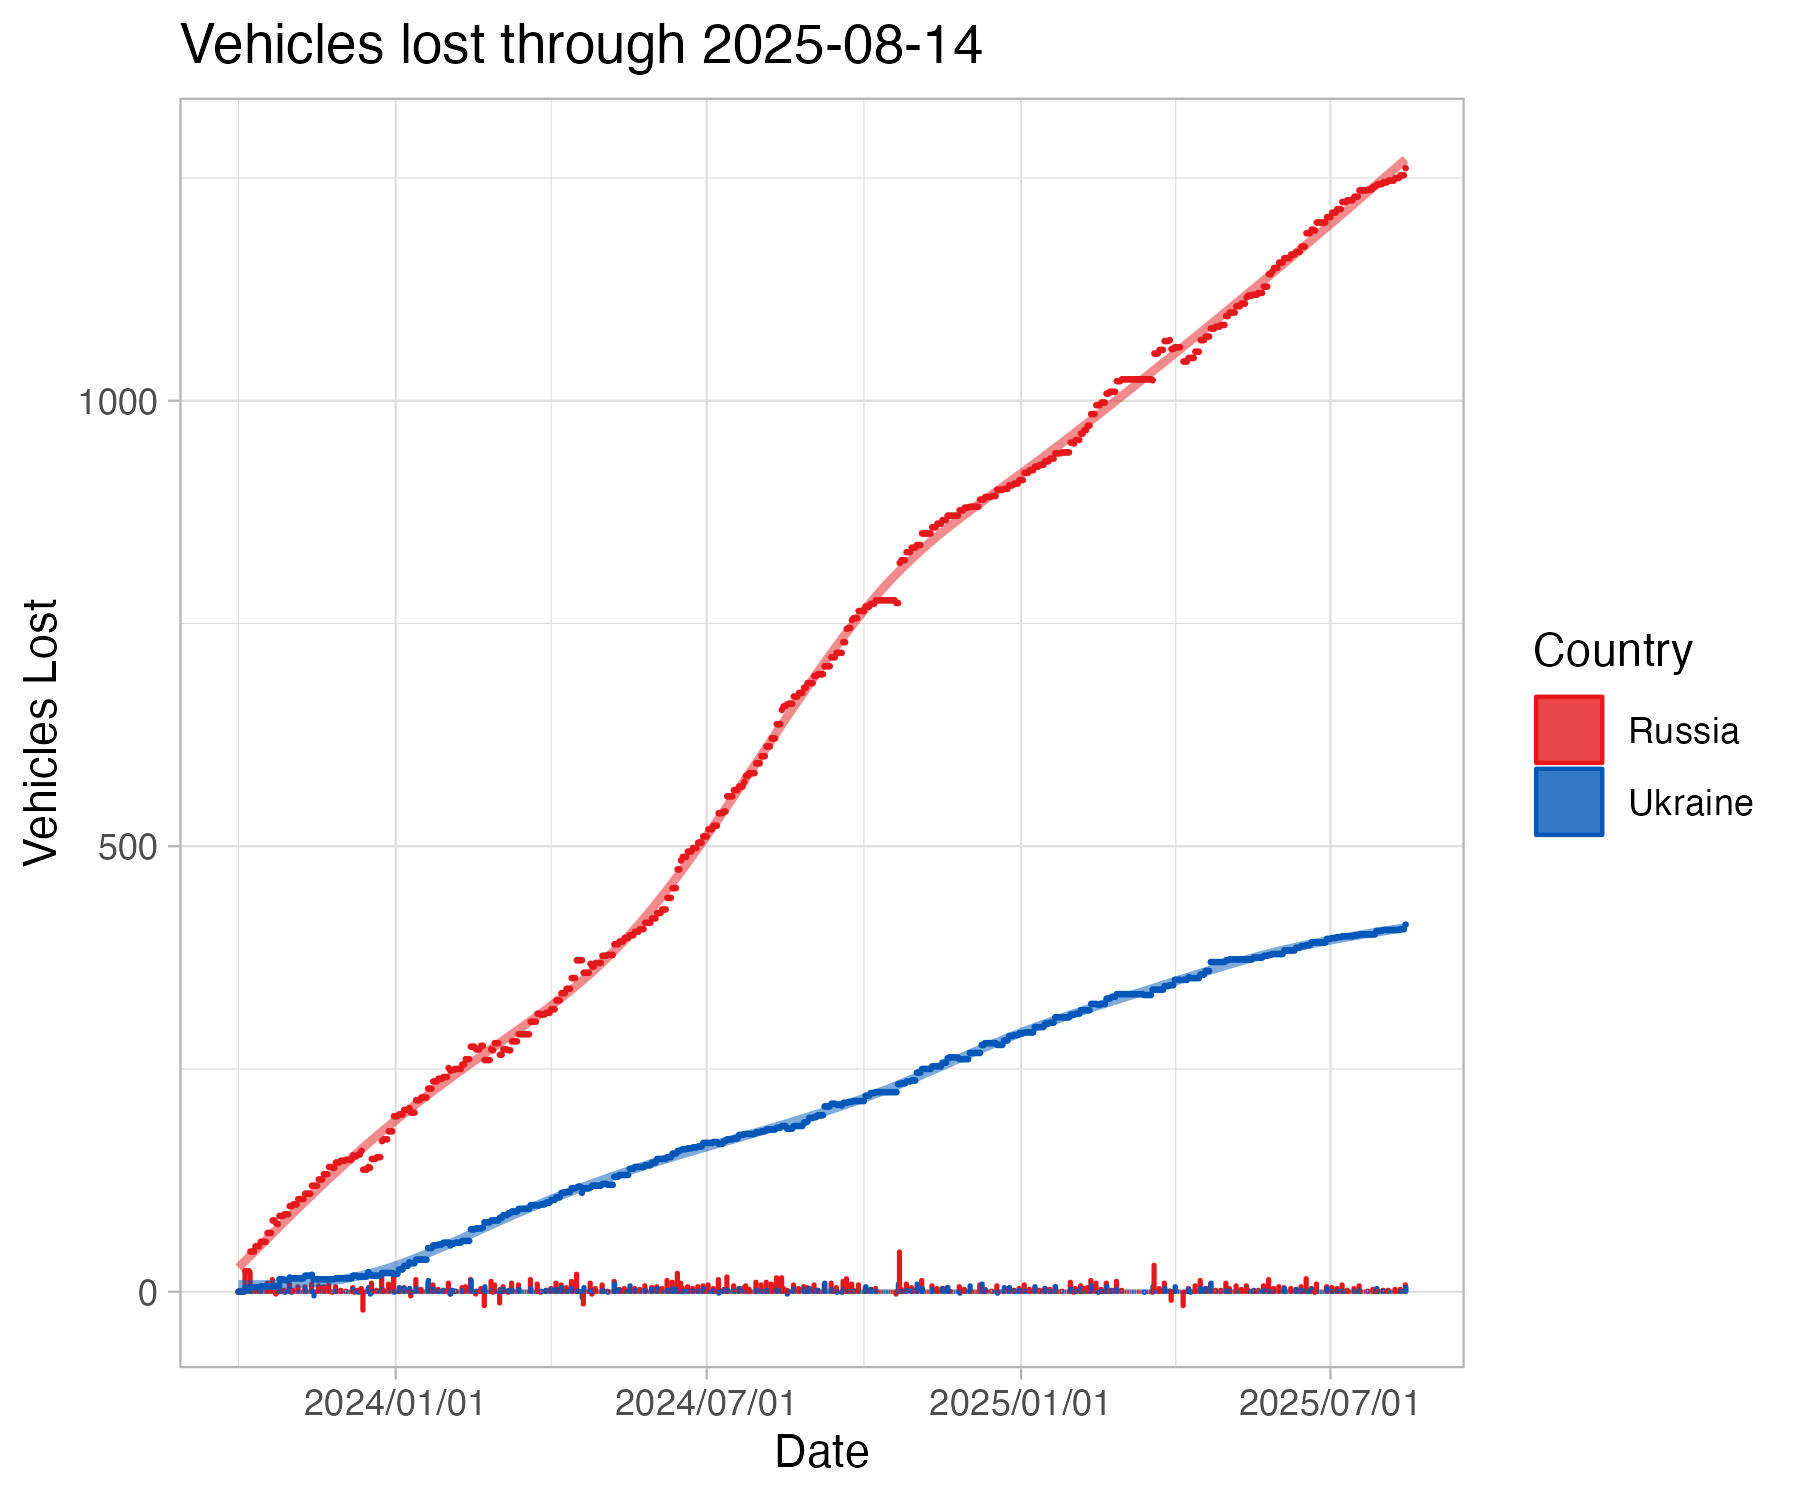 Vehicles lost through 2025-08-14
Vehicles Lost
1000
500
0
2024/01/01
2024/07/01
2025/01/01
2025/07/01
Date
Country
Russia
Ukraine